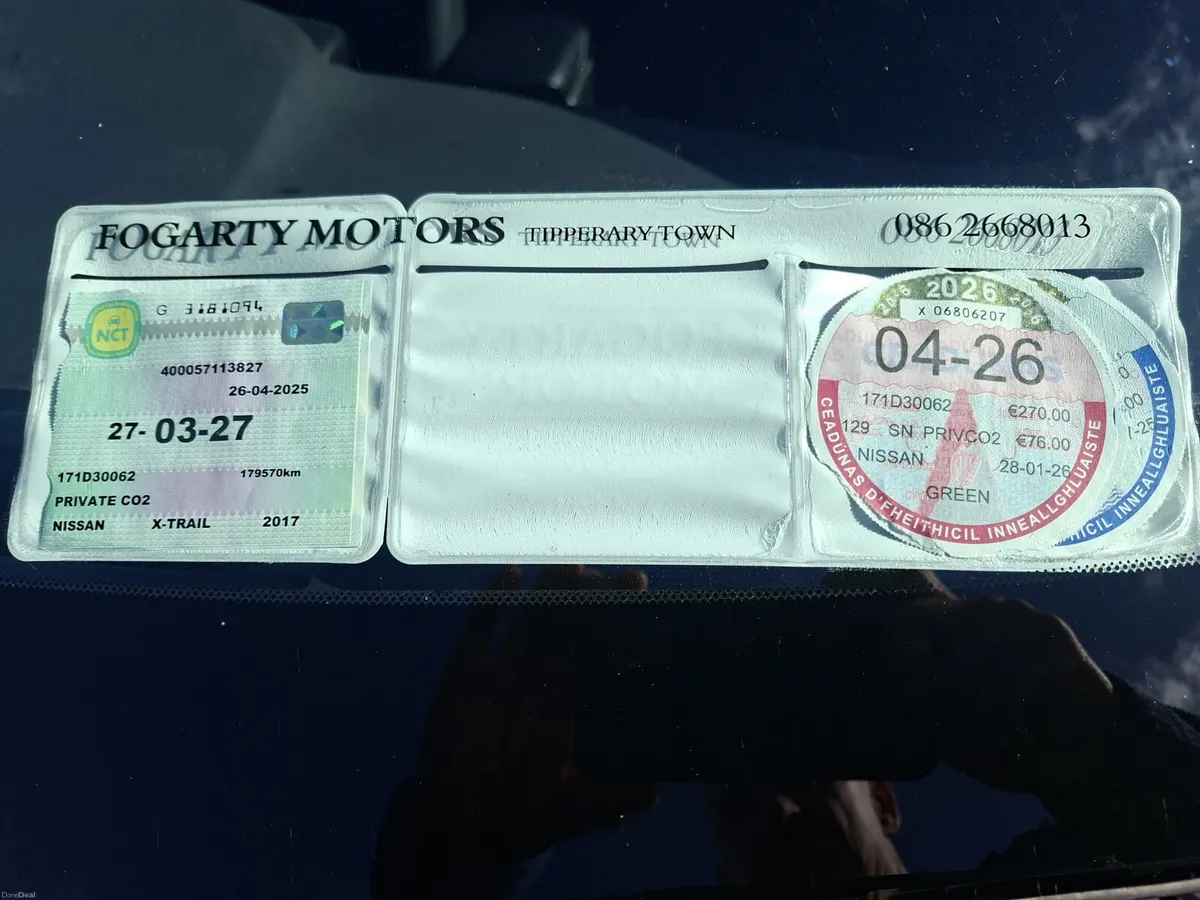 FOGARTY MOTORS TIPPERARY TOWN 086 2668013
NCT
G 3181094
400057113827
26-04-2025
27- 03-27
171D30062 179570km
PRIVATE CO2
NISSAN X-TRAIL 2017
2026
X 06806207
04-26
171D30062 €270.00
129 SN PRIVCO2 €76.00
NISSAN 28-01-26
GREEN
CEADÚNAS D'FHEITHICIL INNEALLGHLUAISTE
INNEALLGHLUAISTE
DoneDeal